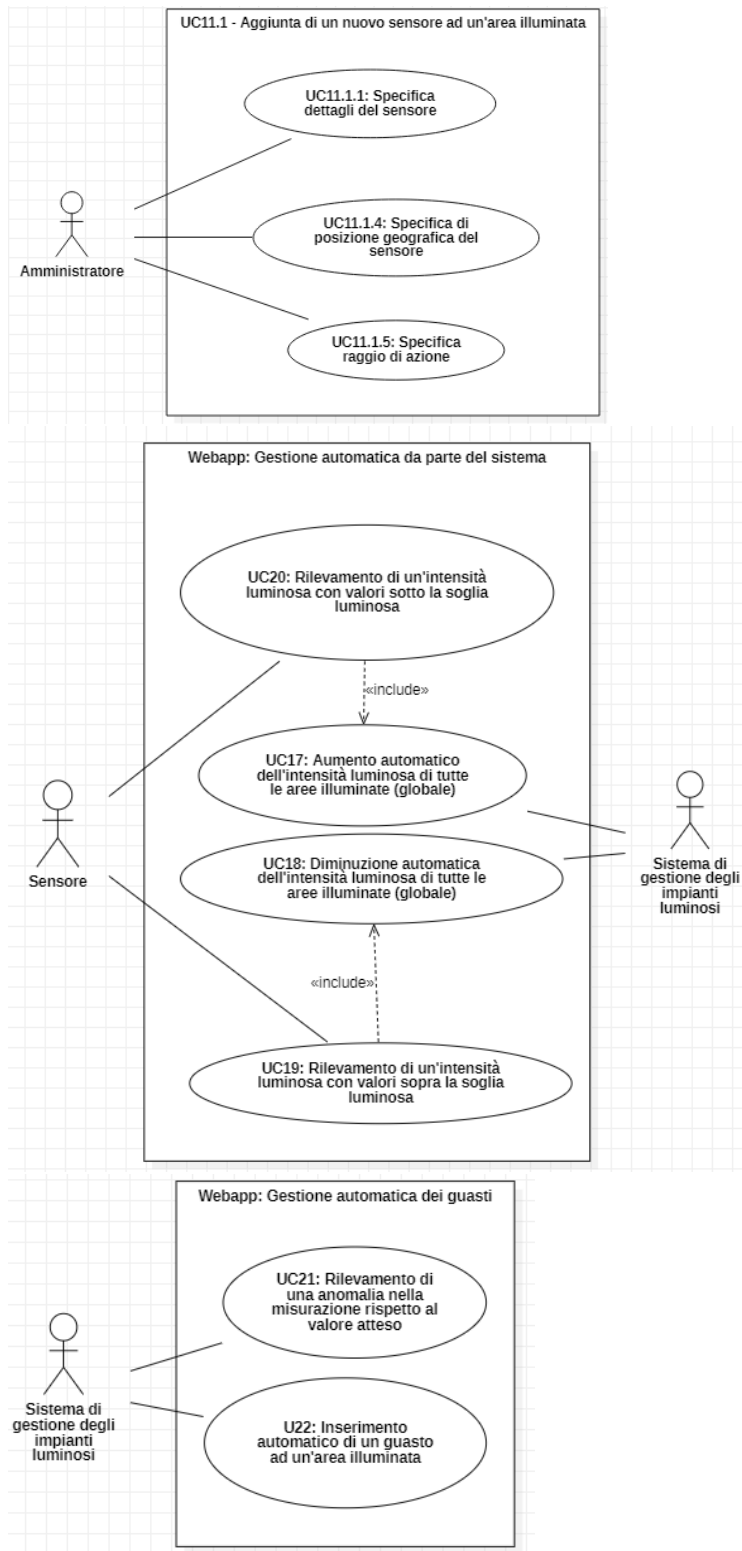 UC11.1 - Aggiunta di un nuovo sensore ad un'area illuminata
UC11.1.1: Specifica
dettagli del sensore
UC11.1.4: Specifica di
posizione geografica del
sensore
Amministratore
UC11.1.5: Specifica
raggio di azione
Webapp: Gestione automatica da parte del sistema
UC20: Rilevamento di un'intensità
luminosa con valori sotto la soglia
luminosa
«include»
UC17: Aumento automatico
dell'intensità luminosa di tutte
le aree illuminate (globale)
Sensore
UC18: Diminuzione automatica
dell'intensità luminosa di tutte le
aree illuminate (globale)
Sistema di
gestione degli
impianti
luminosi
«include»
UC19: Rilevamento di un'intensità
luminosa con valori sopra la soglia
luminosa
Webapp: Gestione automatica dei guasti
UC21: Rilevamento di
una anomalia nella
misurazione rispetto al
valore atteso
Sistema di
gestione degli
impianti
luminosi
U22: Inserimento
automatico di un guasto
ad un'area illuminata